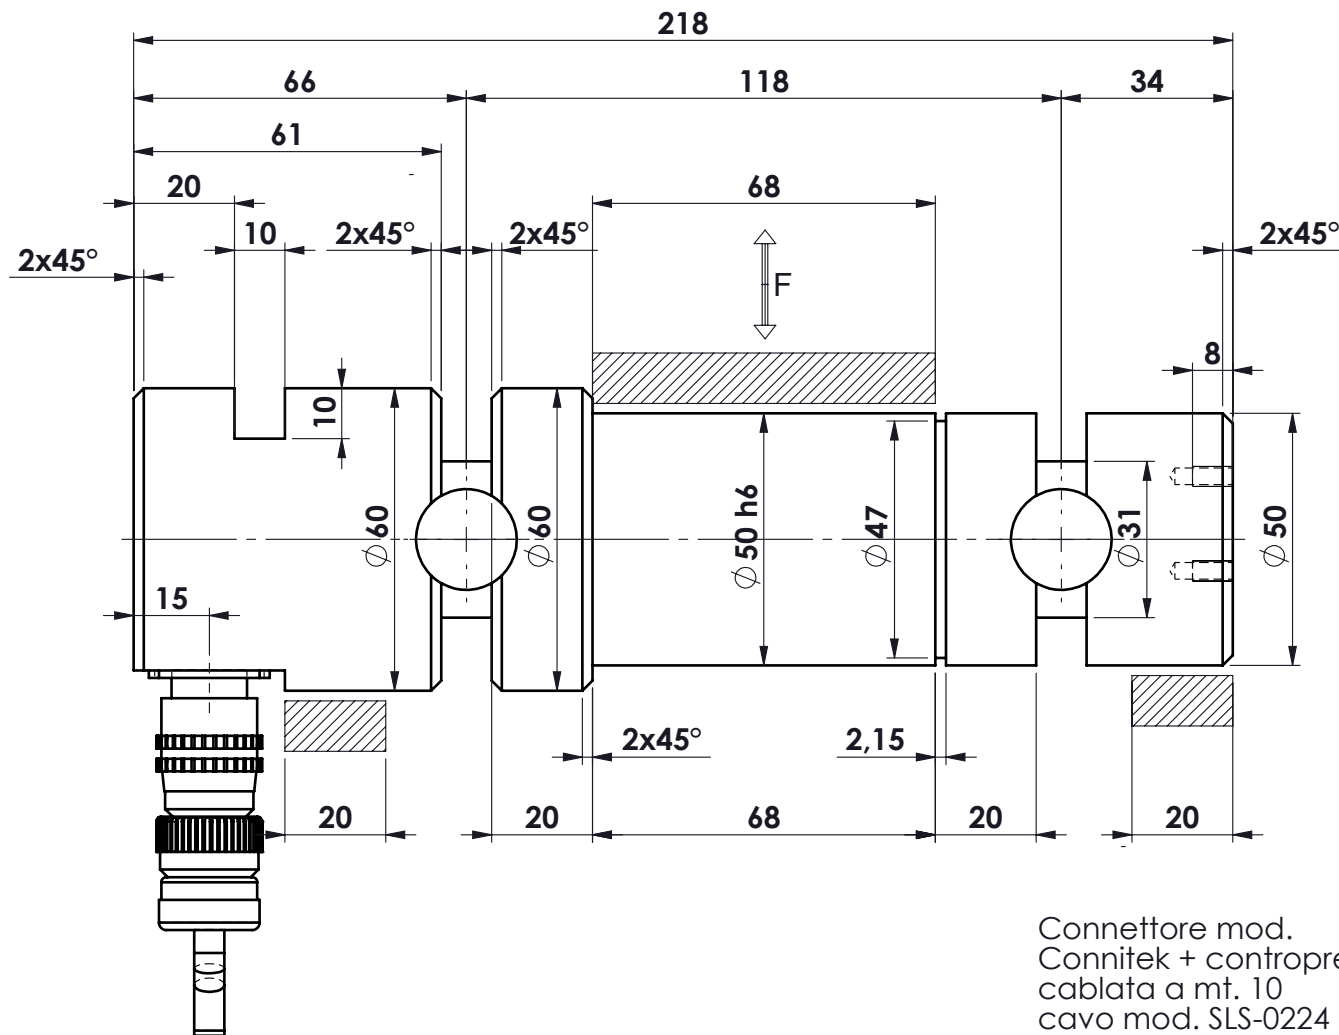 218
66
118
34
61
20
68
10
2x45°
2x45°
2x45°
2x45°
F
8
10
Ø60
Ø60
Ø50 h6
Ø47
Ø31
Ø50
15
2x45°
2,15
20
20
68
20
20
Connettore mod.
Connitek + contropre
cablata a mt. 10
cavo mod. SLS-0224